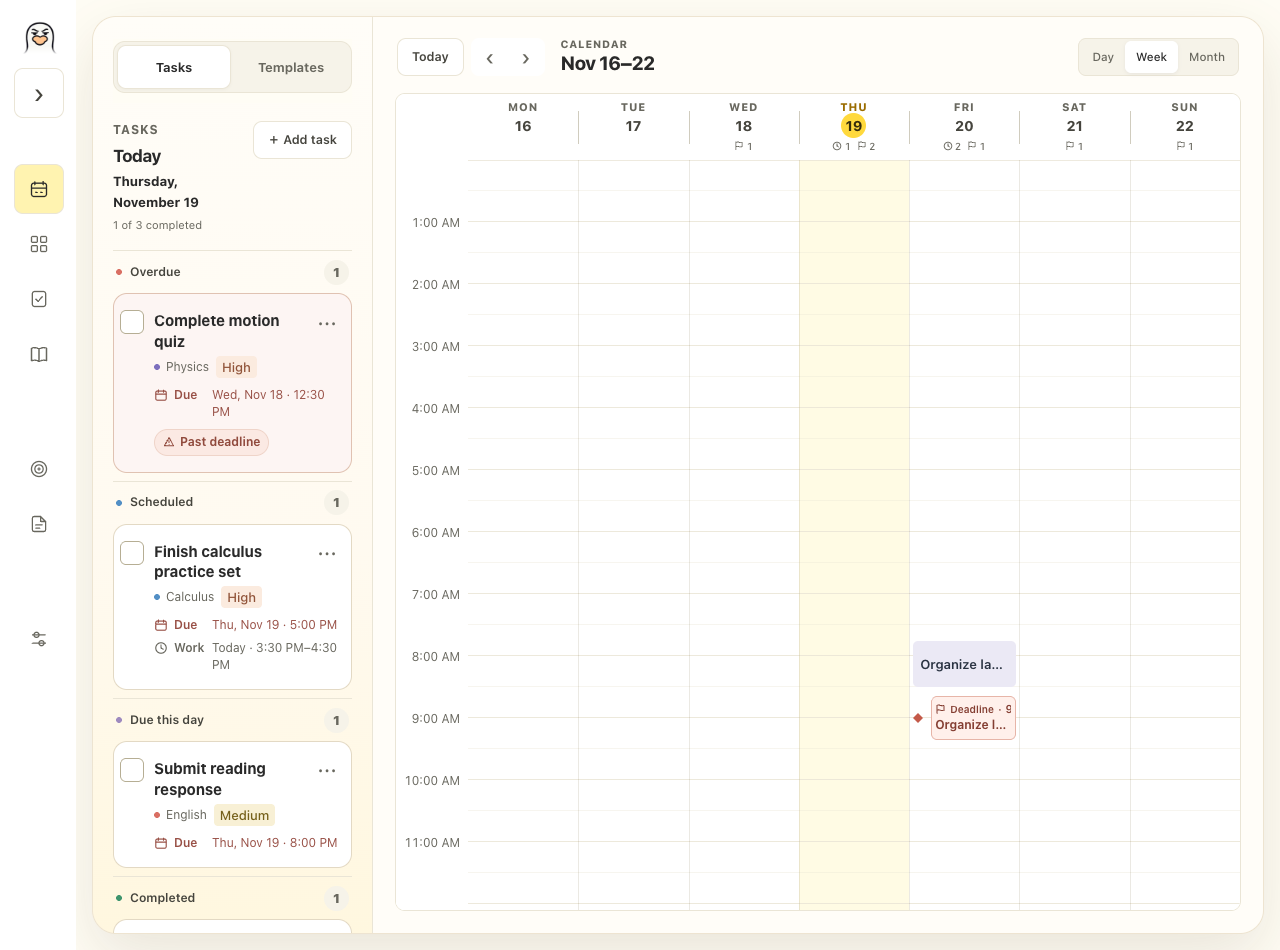 Tasks
Templates
TASKS
+ Add task
Today
Thursday,
November 19
1 of 3 completed
Overdue
1
Complete motion
quiz
Physics
High
Due
Wed, Nov 18 · 12:30
PM
Past deadline
Scheduled
1
Finish calculus
practice set
Calculus
High
Due
Thu, Nov 19 · 5:00 PM
Work
Today · 3:30 PM–4:30
PM
Due this day
1
Submit reading
response
English
Medium
Due
Thu, Nov 19 · 8:00 PM
Completed
1
Today
CALENDAR
Nov 16–22
Day
Week
Month
MON
16
TUE
17
WED
18
1
THU
19
1 2
FRI
20
2 1
SAT
21
1
SUN
22
1
1:00 AM
2:00 AM
3:00 AM
4:00 AM
5:00 AM
6:00 AM
7:00 AM
8:00 AM
9:00 AM
10:00 AM
11:00 AM
Organize la...
Deadline · 9
Organize l...